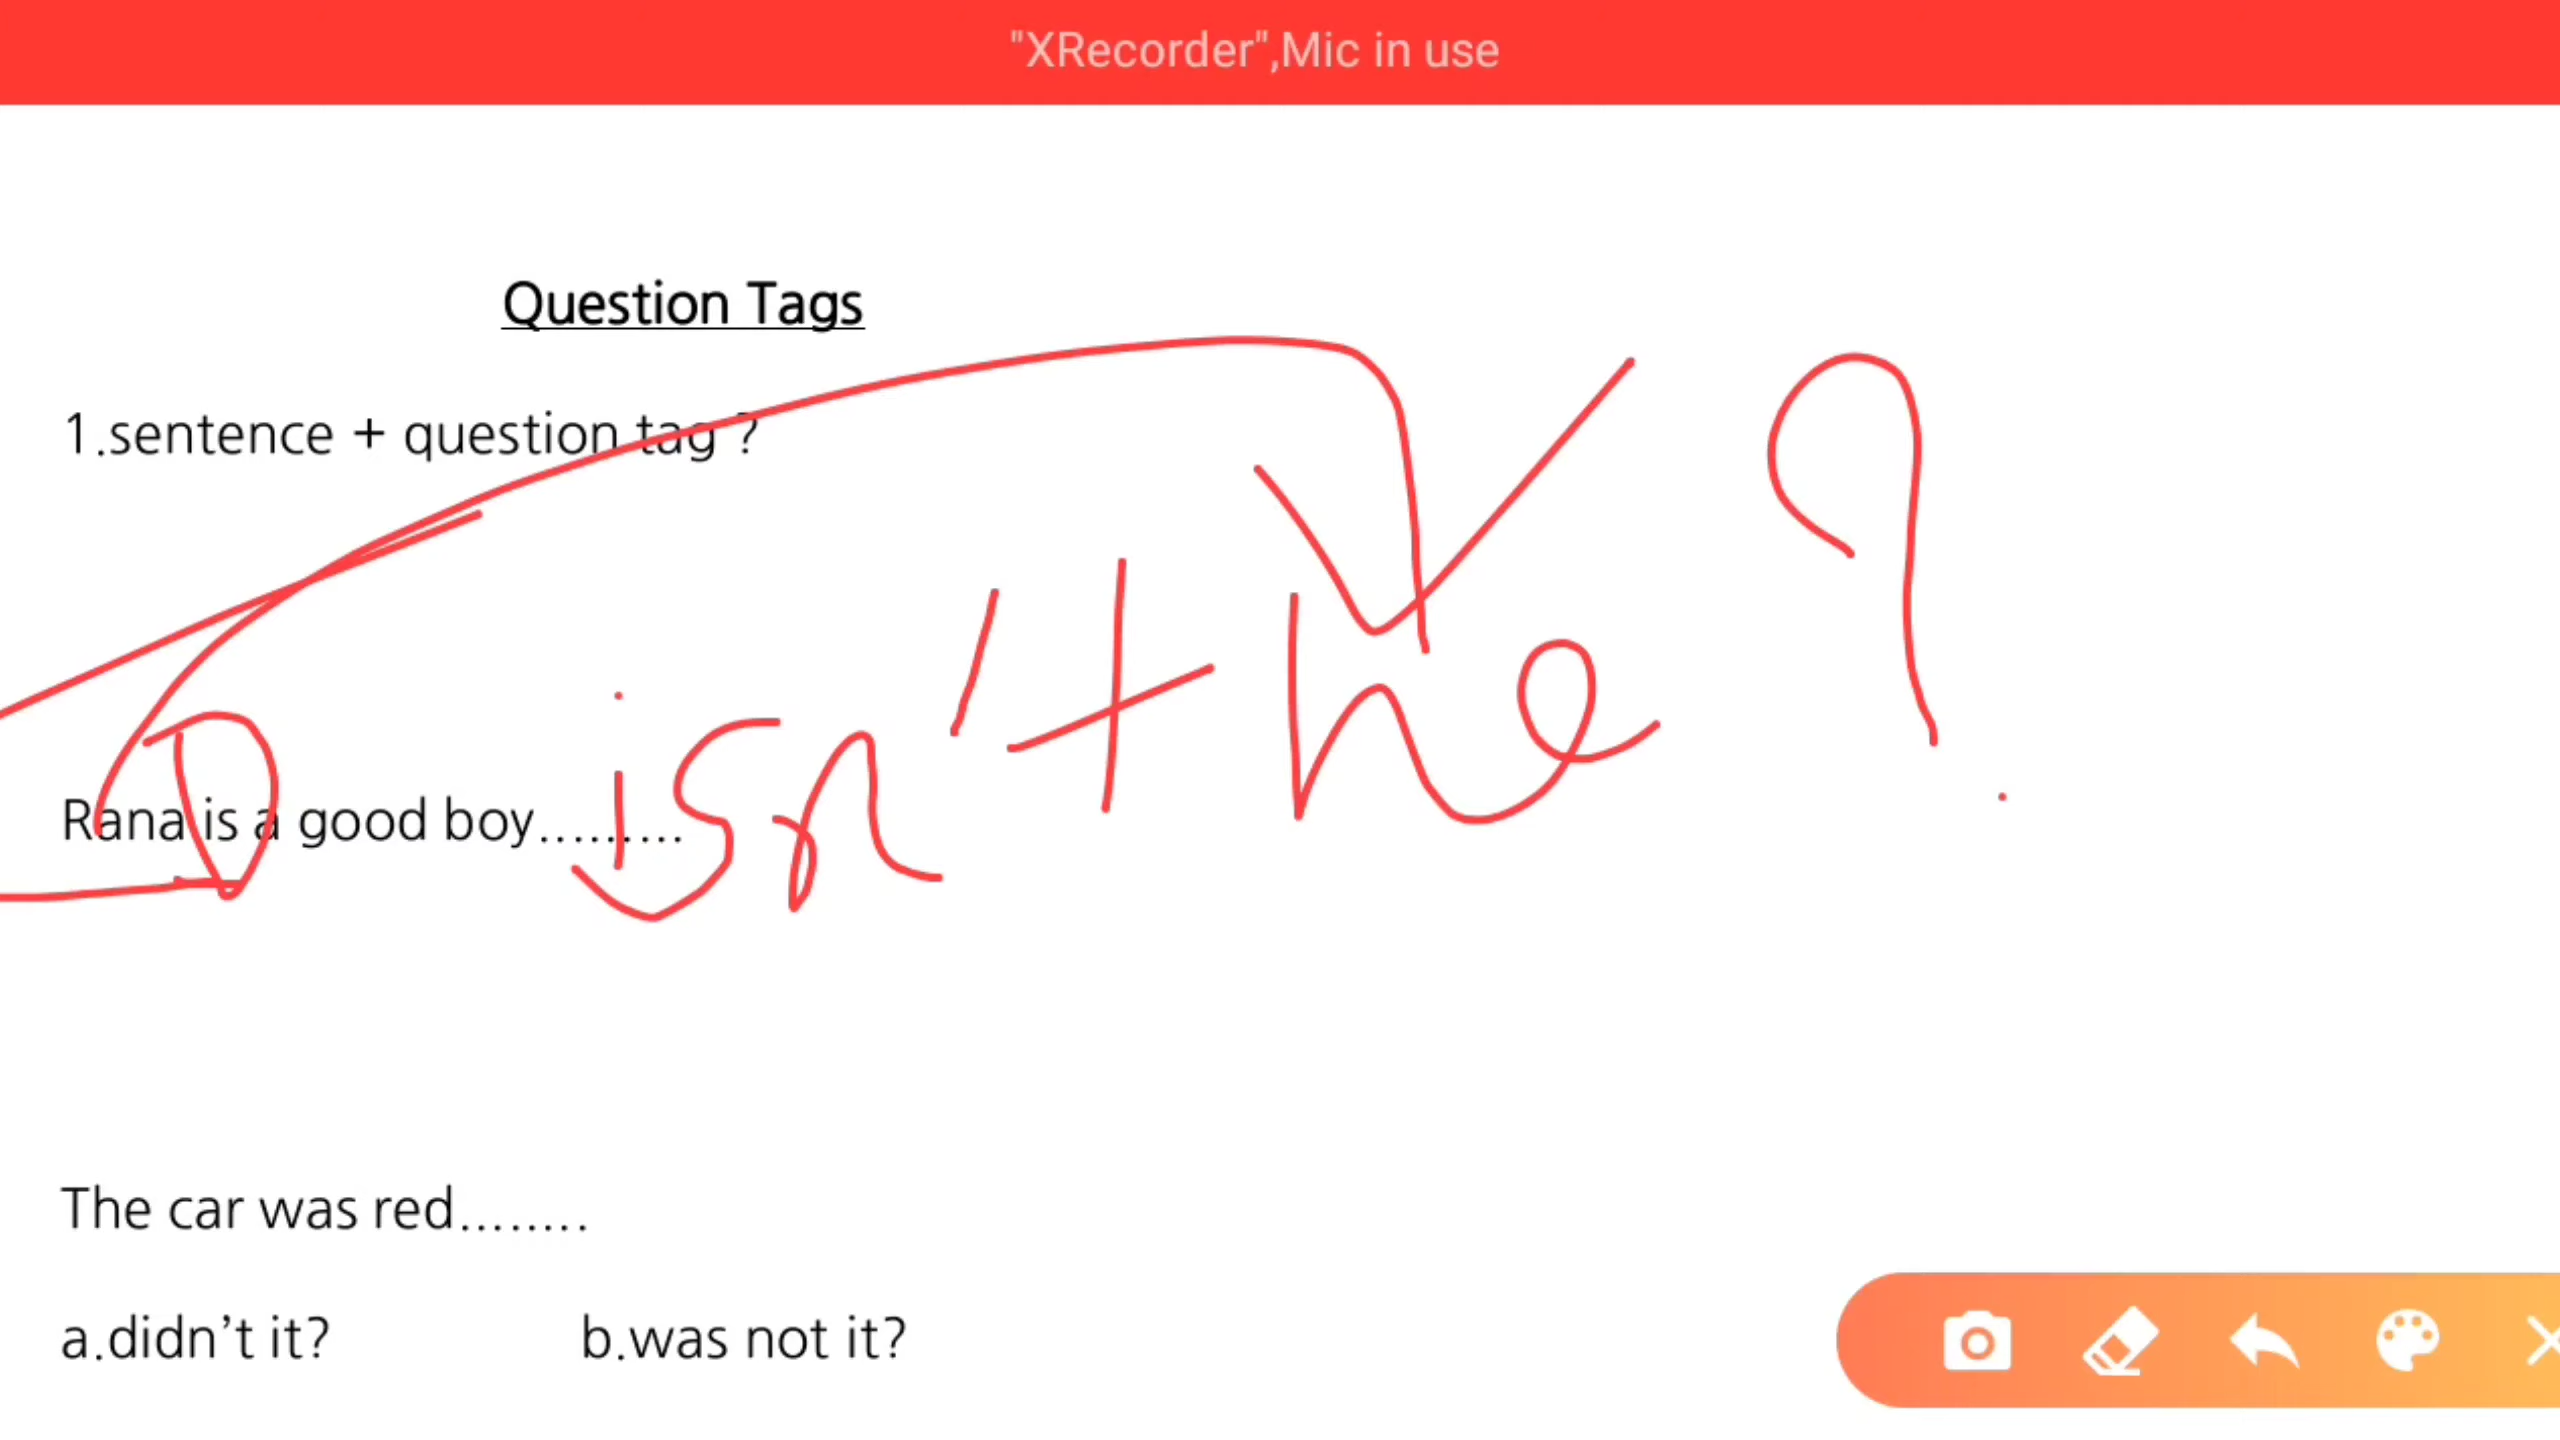 "XRecorder",Mic in use
Question Tags
1.sentence + question tag ?
Rana is a good boy......... isn't he ?
The car was red........
a.didn’t it? b.was not it?